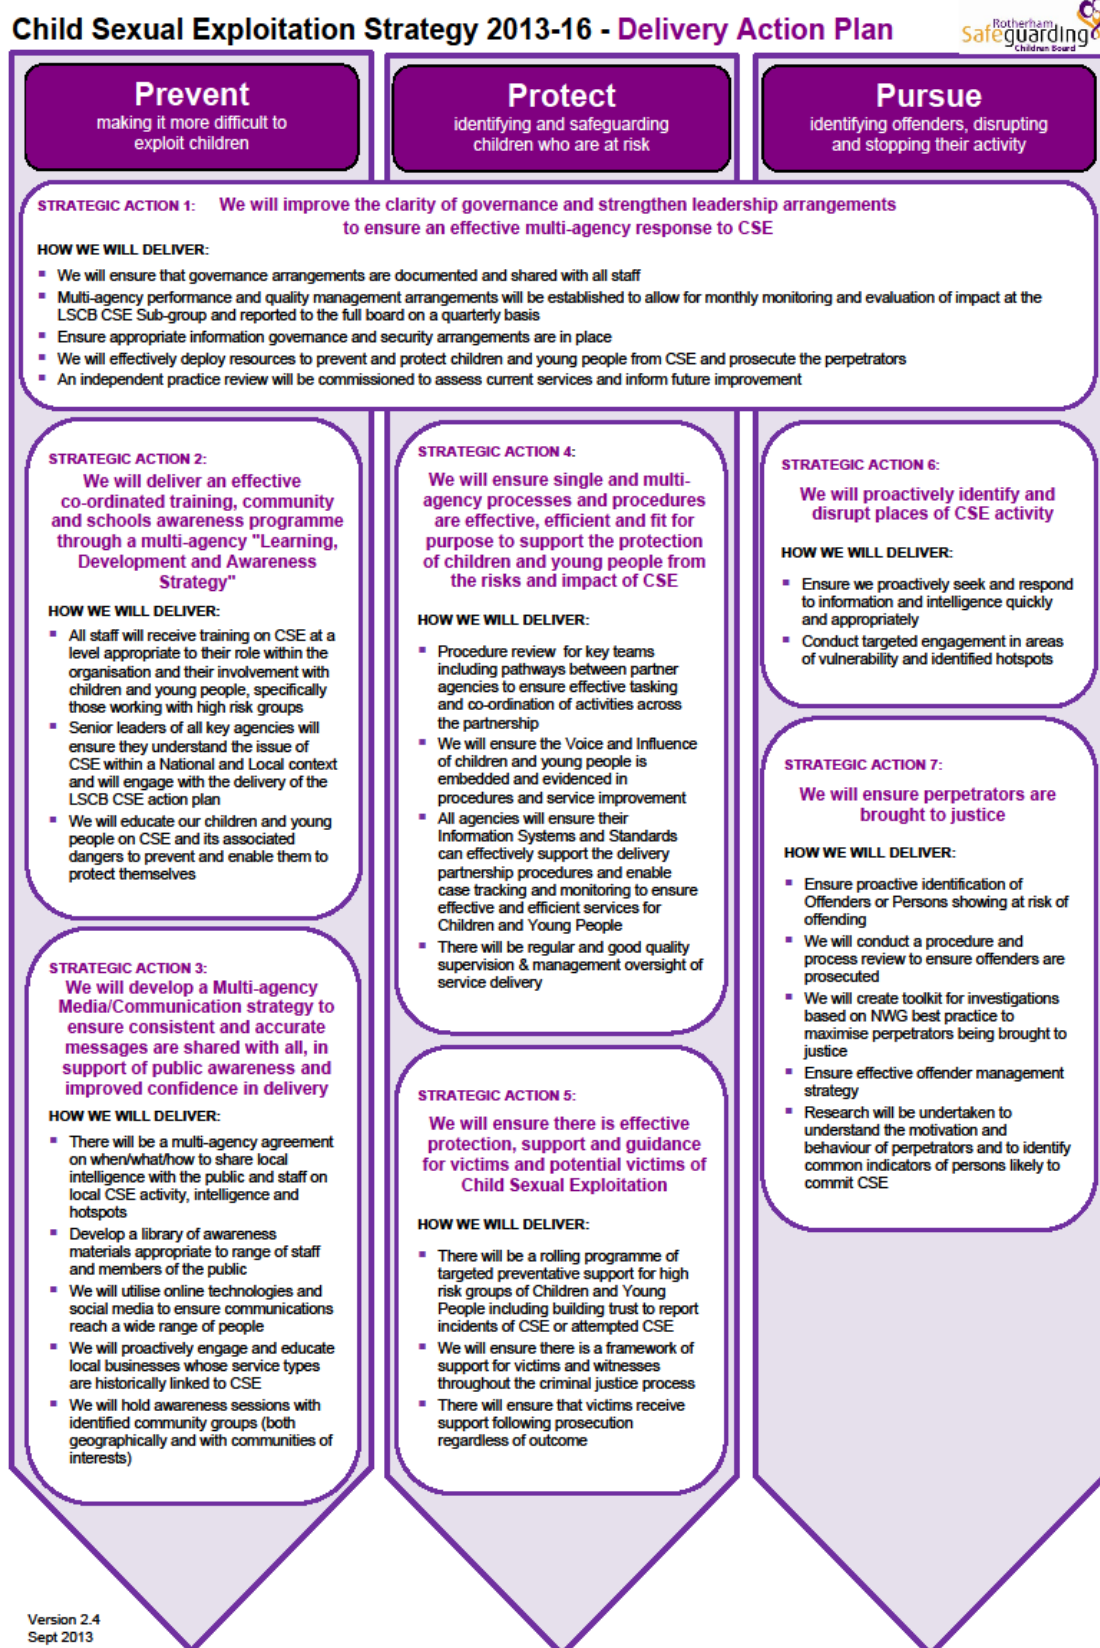 Child Sexual Exploitation Strategy 2013-16 - Delivery Action Plan
Rotherham
Safeguarding
Children Board
Prevent
making it more difficult to
exploit children
Protect
identifying and safeguarding
children who are at risk
Pursue
identifying offenders, disrupting
and stopping their activity
STRATEGIC ACTION 1: We will improve the clarity of governance and strengthen leadership arrangements
to ensure an effective multi-agency response to CSE
HOW WE WILL DELIVER:
▪ We will ensure that governance arrangements are documented and shared with all staff
▪ Multi-agency performance and quality management arrangements will be established to allow for monthly monitoring and evaluation of impact at the
LSCB CSE Sub-group and reported to the full board on a quarterly basis
▪ Ensure appropriate information governance and security arrangements are in place
▪ We will effectively deploy resources to prevent and protect children and young people from CSE and prosecute the perpetrators
▪ An independent practice review will be commissioned to assess current services and inform future improvement
STRATEGIC ACTION 2:
We will deliver an effective
co-ordinated training, community
and schools awareness programme
through a multi-agency "Learning,
Development and Awareness
Strategy"
HOW WE WILL DELIVER:
▪ All staff will receive training on CSE at a
level appropriate to their role within the
organisation and their involvement with
children and young people, specifically
those working with high risk groups
▪ Senior leaders of all key agencies will
ensure they understand the issue of
CSE within a National and Local context
and will engage with the delivery of the
LSCB CSE action plan
▪ We will educate our children and young
people on CSE and its associated
dangers to prevent and enable them to
protect themselves
STRATEGIC ACTION 3:
We will develop a Multi-agency
Media/Communication strategy to
ensure consistent and accurate
messages are shared with all, in
support of public awareness and
improved confidence in delivery
HOW WE WILL DELIVER:
▪ There will be a multi-agency agreement
on when/what/how to share local
intelligence with the public and staff on
local CSE activity, intelligence and
hotspots
▪ Develop a library of awareness
materials appropriate to range of staff
and members of the public
▪ We will utilise online technologies and
social media to ensure communications
reach a wide range of people
▪ We will proactively engage and educate
local businesses whose service types
are historically linked to CSE
▪ We will hold awareness sessions with
identified community groups (both
geographically and with communities of
interests)
STRATEGIC ACTION 4:
We will ensure single and multi-
agency processes and procedures
are effective, efficient and fit for
purpose to support the protection
of children and young people from
the risks and impact of CSE
HOW WE WILL DELIVER:
▪ Procedure review for key teams
including pathways between partner
agencies to ensure effective tasking
and co-ordination of activities across
the partnership
▪ We will ensure the Voice and Influence
of children and young people is
embedded and evidenced in
procedures and service improvement
▪ All agencies will ensure their
Information Systems and Standards
can effectively support the delivery
partnership procedures and enable
case tracking and monitoring to ensure
effective and efficient services for
Children and Young People
▪ There will be regular and good quality
supervision & management oversight of
service delivery
STRATEGIC ACTION 5:
We will ensure there is effective
protection, support and guidance
for victims and potential victims of
Child Sexual Exploitation
HOW WE WILL DELIVER:
▪ There will be a rolling programme of
targeted preventative support for high
risk groups of Children and Young
People including building trust to report
incidents of CSE or attempted CSE
▪ We will ensure there is a framework of
support for victims and witnesses
throughout the criminal justice process
▪ There will ensure that victims receive
support following prosecution
regardless of outcome
STRATEGIC ACTION 6:
We will proactively identify and
disrupt places of CSE activity
HOW WE WILL DELIVER:
▪ Ensure we proactively seek and respond
to information and intelligence quickly
and appropriately
▪ Conduct targeted engagement in areas
of vulnerability and identified hotspots
STRATEGIC ACTION 7:
We will ensure perpetrators are
brought to justice
HOW WE WILL DELIVER:
▪ Ensure proactive identification of
Offenders or Persons showing at risk of
offending
▪ We will conduct a procedure and
process review to ensure offenders are
prosecuted
▪ We will create toolkit for investigations
based on NWG best practice to
maximise perpetrators being brought to
justice
▪ Ensure effective offender management
strategy
▪ Research will be undertaken to
understand the motivation and
behaviour of perpetrators and to identify
common indicators of persons likely to
commit CSE
Version 2.4
Sept 2013